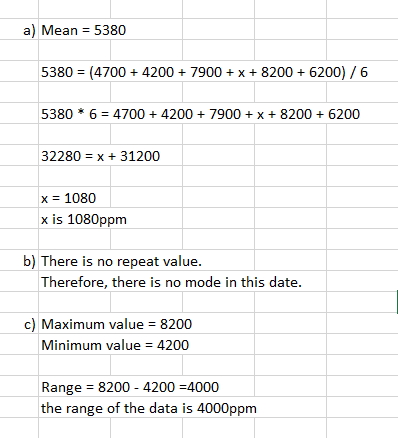 a) Mean = 5380
5380 = (4700 + 4200 + 7900 + x + 8200 + 6200) / 6
5380 * 6 = 4700 + 4200 + 7900 + x + 8200 + 6200
32280 = x + 31200
x = 1080
x is 1080ppm
b) There is no repeat value.
Therefore, there is no mode in this date.
c) Maximum value = 8200
Minimum value = 4200
Range = 8200 - 4200 =4000
the range of the data is 4000ppm